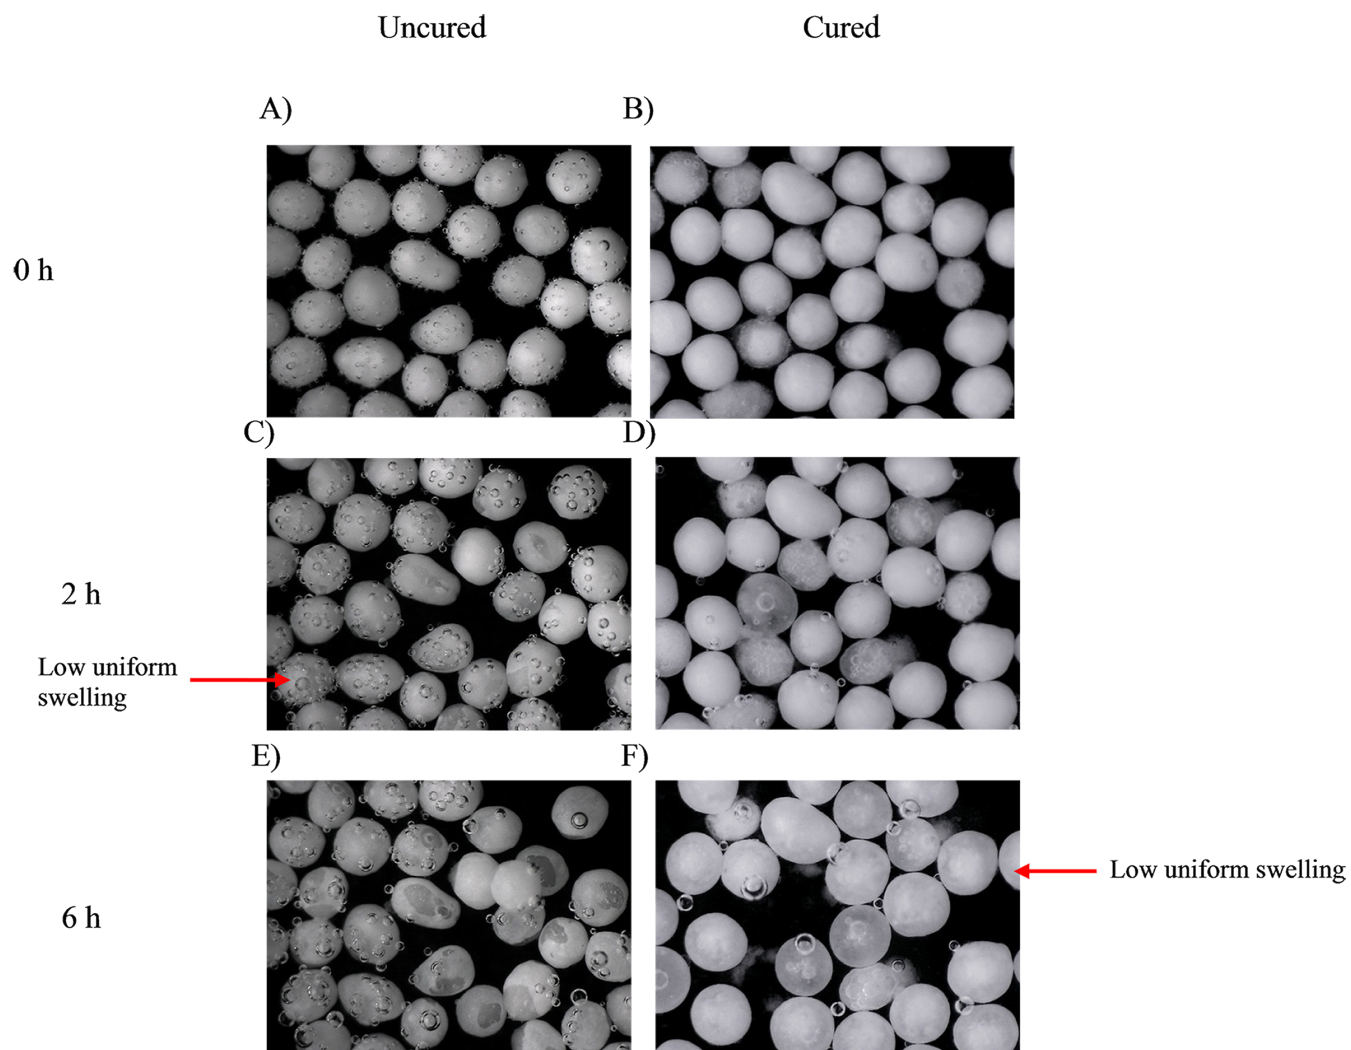 Uncured
Cured
A)
B)
0 h
C)
D)
2 h
Low uniform
swelling
E)
F)
Low uniform swelling
6 h